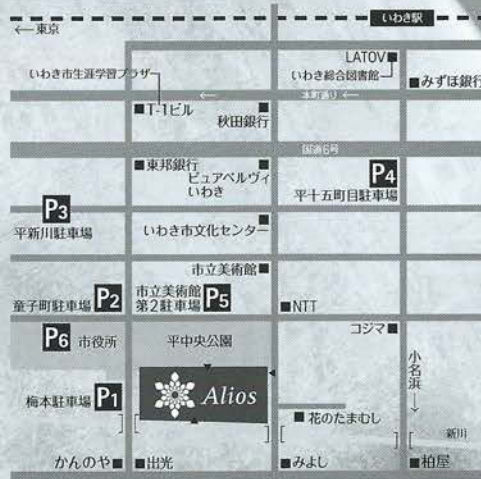 いわき駅
←東京
LATOV■
いわき市生涯学習プラザ
いわき総合図書館
■みずほ銀行
←
本町通り←
■T-1ビル
秋田銀行
国道6号
■東邦銀行
P4
ピュアベルヴィ
いわき
平十五町目駐車場
P3
平新川駐車場
いわき市文化センター
市立美術館■
童子町駐車場 P2
市立美術館
第2駐車場 P5
■NTT
P6 市役所
平中央公園
コジマ■
小名浜→
Alios
梅本駐車場 P1
■花のたまむし
新川
かんのや■
■出光
■みよし
■柏屋